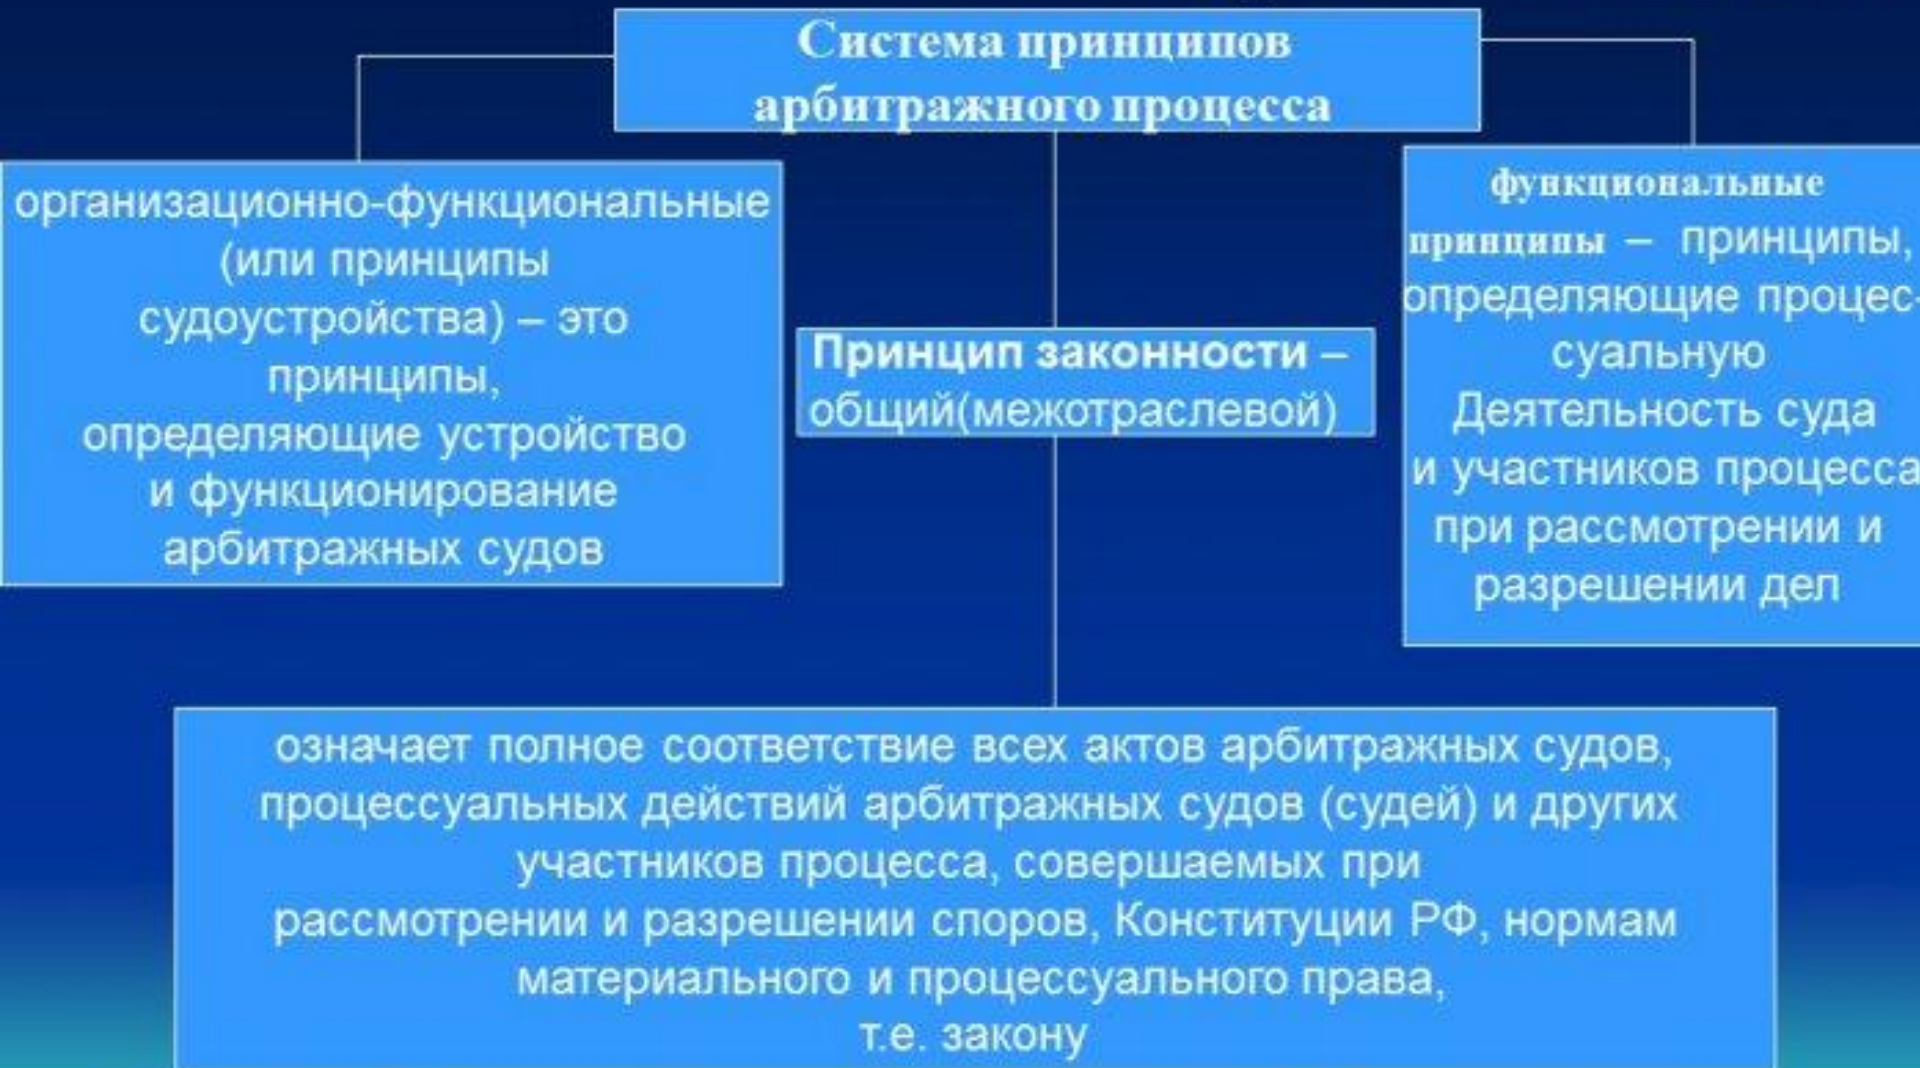 Система принципов
арбитражного процесса
организационно-функциональные
(или принципы
судоустройства) – это
принципы,
определяющие устройство
и функционирование
арбитражных судов
Принцип законности –
общий(межотраслевой)
функциональные
принципы – принципы,
определяющие процес-
суальную
Деятельность суда
и участников процесса
при рассмотрении и
разрешении дел
означает полное соответствие всех актов арбитражных судов,
процессуальных действий арбитражных судов (судей) и других
участников процесса, совершаемых при
рассмотрении и разрешении споров, Конституции РФ, нормам
материального и процессуального права,
т.е. закону